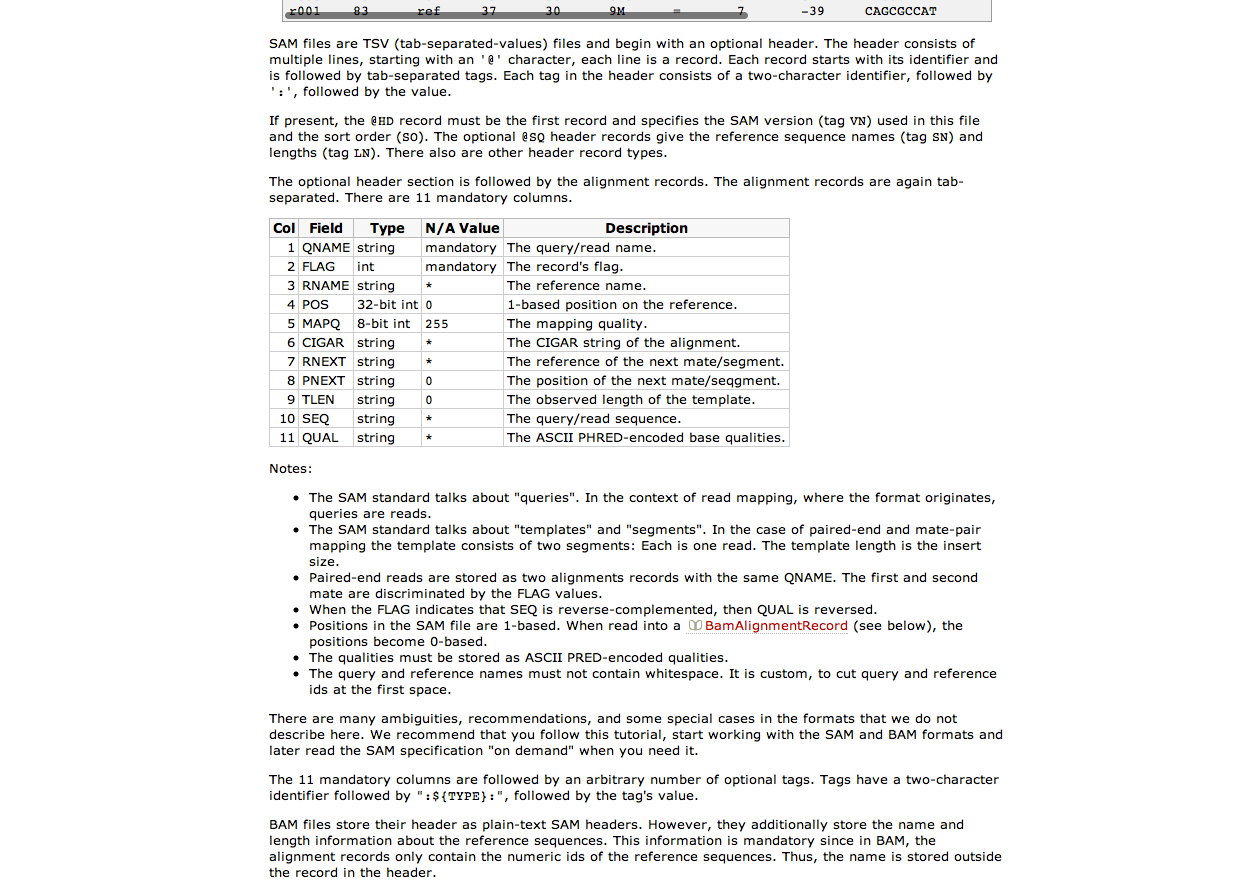 r001 83 ref 37 30 9M = 7 -39 CAGCGCCAT
SAM files are TSV (tab-separated-values) files and begin with an optional header. The header consists of
multiple lines, starting with an '@' character, each line is a record. Each record starts with its identifier and
is followed by tab-separated tags. Each tag in the header consists of a two-character identifier, followed by
':', followed by the value.
If present, the @HD record must be the first record and specifies the SAM version (tag VN) used in this file
and the sort order (SO). The optional @SQ header records give the reference sequence names (tag SN) and
lengths (tag LN). There also are other header record types.
The optional header section is followed by the alignment records. The alignment records are again tab-
separated. There are 11 mandatory columns.
Col Field Type N/A Value Description
1 QNAME string mandatory The query/read name.
2 FLAG int mandatory The record's flag.
3 RNAME string * The reference name.
4 POS 32-bit int 0 1-based position on the reference.
5 MAPQ 8-bit int 255 The mapping quality.
6 CIGAR string * The CIGAR string of the alignment.
7 RNEXT string * The reference of the next mate/segment.
8 PNEXT string 0 The position of the next mate/seqgment.
9 TLEN string 0 The observed length of the template.
10 SEQ string * The query/read sequence.
11 QUAL string * The ASCII PHRED-encoded base qualities.
Notes:
• The SAM standard talks about "queries". In the context of read mapping, where the format originates,
queries are reads.
• The SAM standard talks about "templates" and "segments". In the case of paired-end and mate-pair
mapping the template consists of two segments: Each is one read. The template length is the insert
size.
• Paired-end reads are stored as two alignments records with the same QNAME. The first and second
mate are discriminated by the FLAG values.
• When the FLAG indicates that SEQ is reverse-complemented, then QUAL is reversed.
• Positions in the SAM file are 1-based. When read into a BamAlignmentRecord (see below), the
positions become 0-based.
• The qualities must be stored as ASCII PRED-encoded qualities.
• The query and reference names must not contain whitespace. It is custom, to cut query and reference
ids at the first space.
There are many ambiguities, recommendations, and some special cases in the formats that we do not
describe here. We recommend that you follow this tutorial, start working with the SAM and BAM formats and
later read the SAM specification "on demand" when you need it.
The 11 mandatory columns are followed by an arbitrary number of optional tags. Tags have a two-character
identifier followed by ":${TYPE}:", followed by the tag's value.
BAM files store their header as plain-text SAM headers. However, they additionally store the name and
length information about the reference sequences. This information is mandatory since in BAM, the
alignment records only contain the numeric ids of the reference sequences. Thus, the name is stored outside
the record in the header.